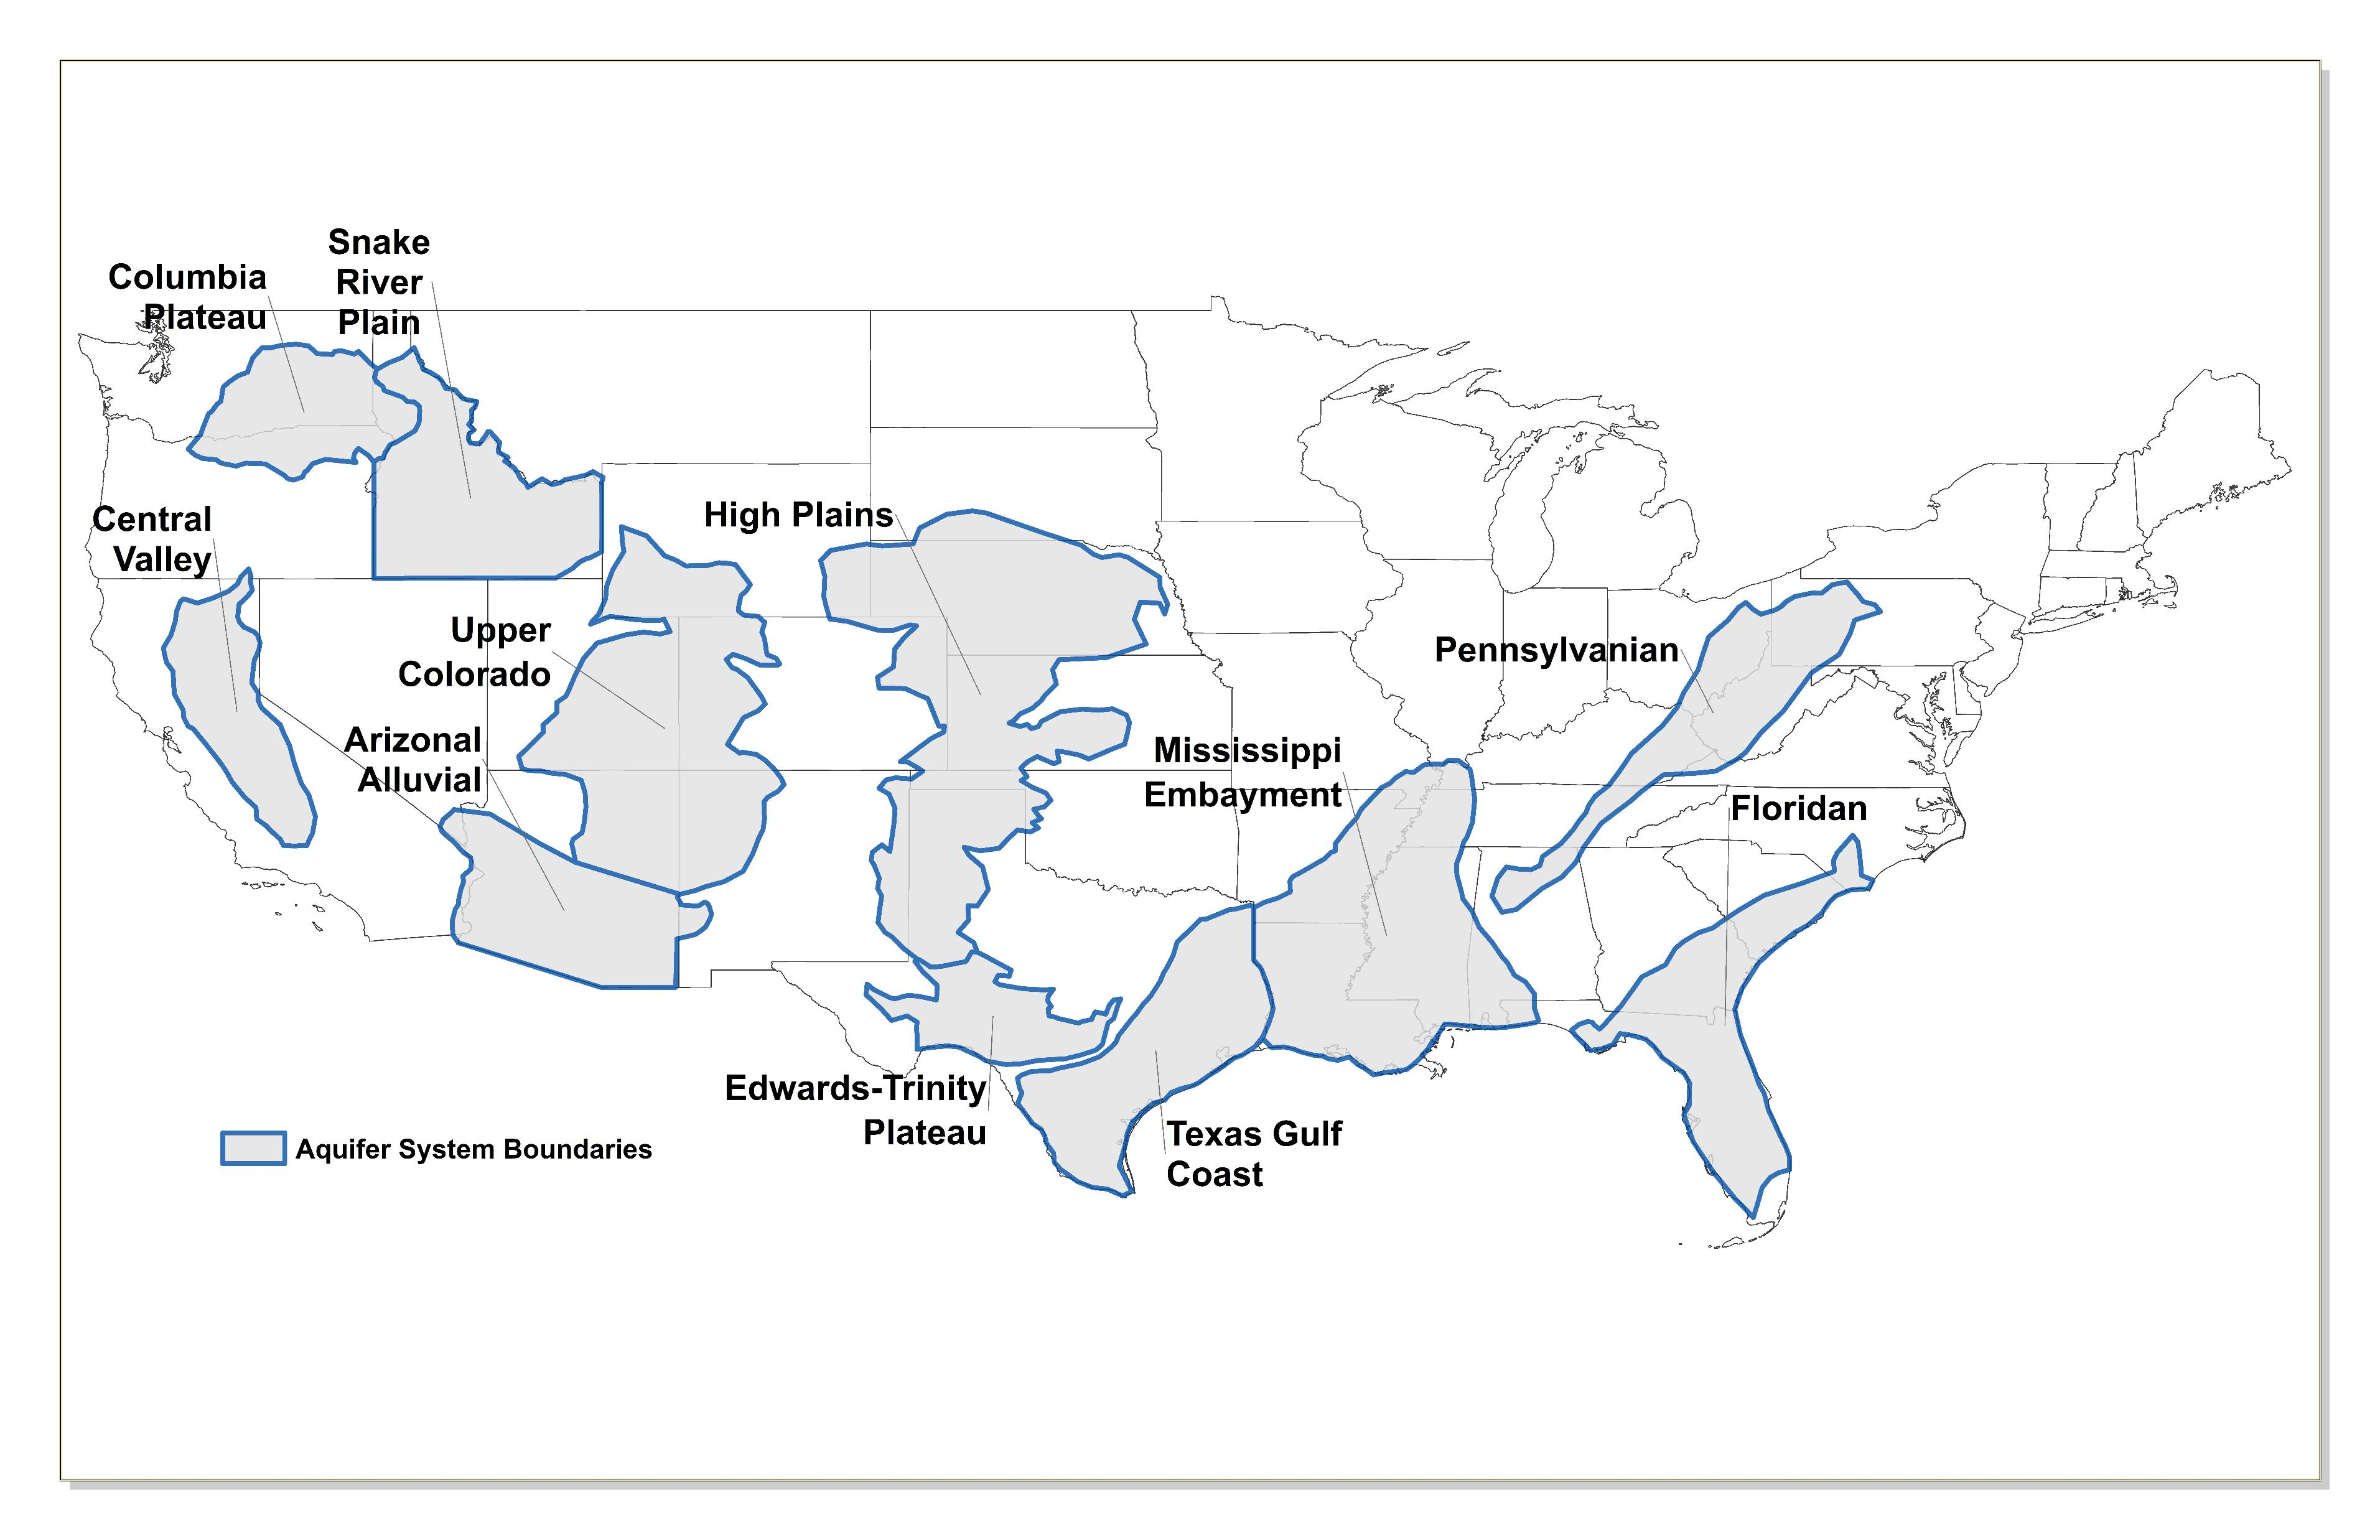 Snake
River
Plain
Columbia
Plateau
High Plains
Central
Valley
Upper
Colorado
Pennsylvanian
Arizonal
Alluvial
Mississippi
Embayment
Floridan
Edwards-Trinity
Plateau
Texas Gulf
Coast
Aquifer System Boundaries